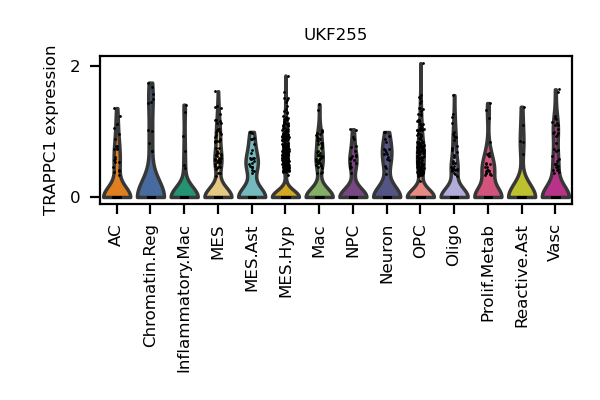 UKF255
TRAPPC1 expression
2
0
AC
Chromatin.Reg
Inflammatory.Mac
MES
MES.Ast
MES.Hyp
Mac
NPC
Neuron
OPC
Oligo
Prolif.Metab
Reactive.Ast
Vasc